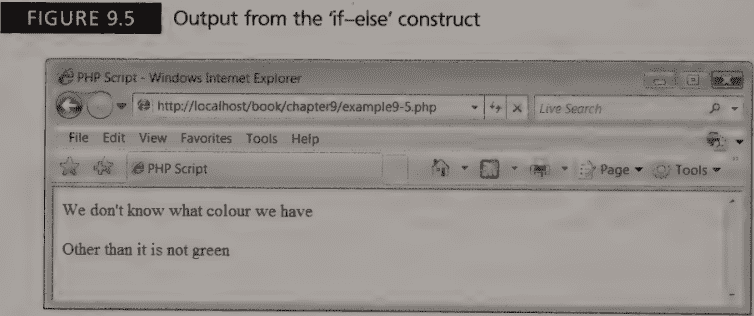 FIGURE 9.5 Output from the ‘if–else’ construct
PHP Script - Windows Internet Explorer
http://localhost/book/chapter9/example9-5.php Live Search
File Edit View Favorites Tools Help
PHP Script Page Tools
We don't know what colour we have
Other than it is not green